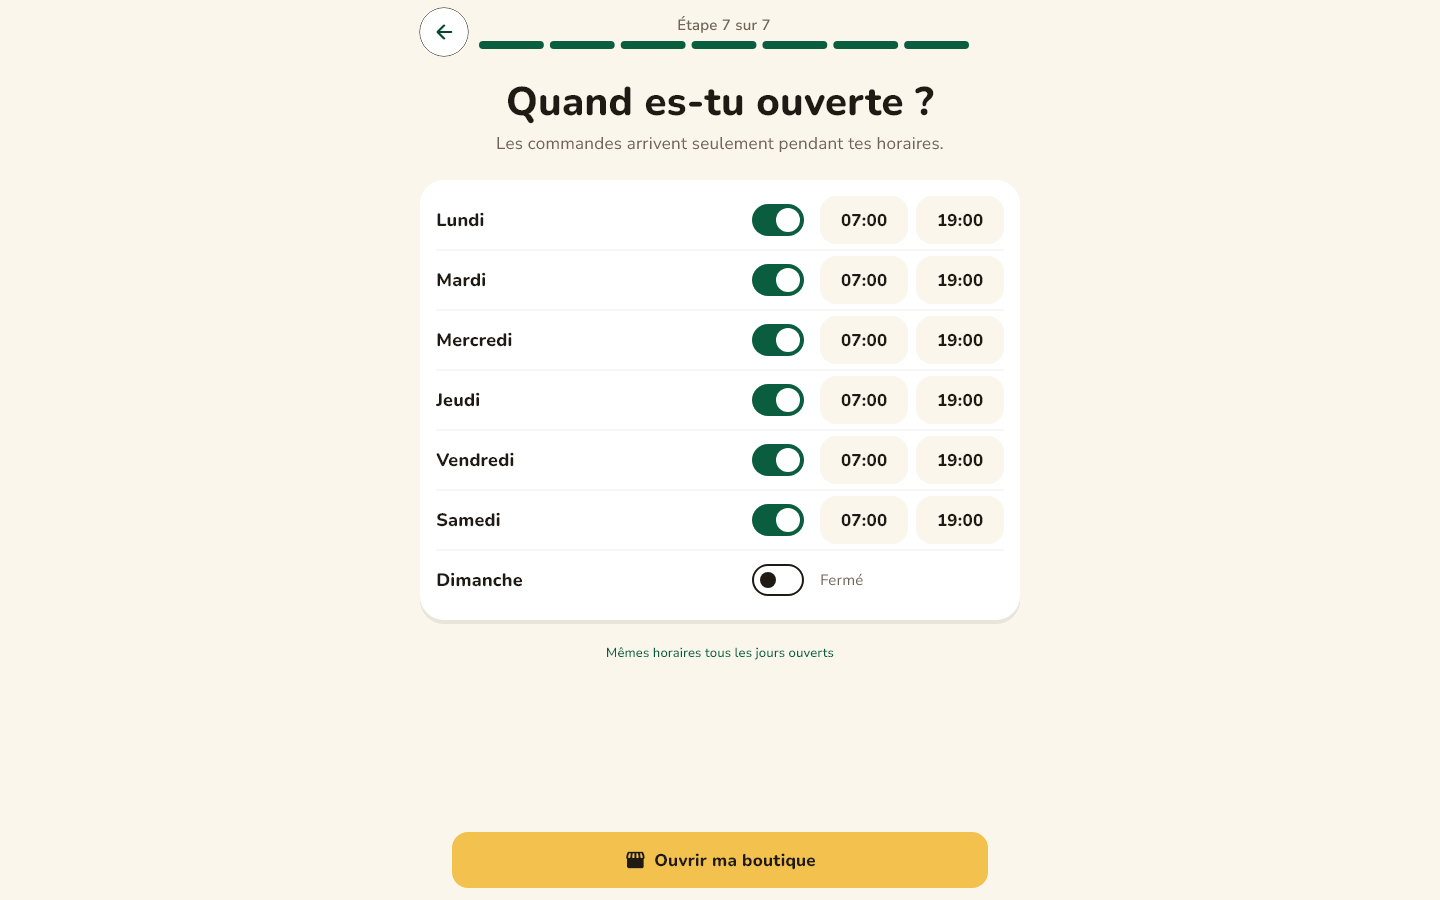 Étape 7 sur 7
Quand es-tu ouverte ?
Les commandes arrivent seulement pendant tes horaires.
Lundi 07:00 19:00
Mardi 07:00 19:00
Mercredi 07:00 19:00
Jeudi 07:00 19:00
Vendredi 07:00 19:00
Samedi 07:00 19:00
Dimanche Fermé
Mêmes horaires tous les jours ouverts
Ouvrir ma boutique